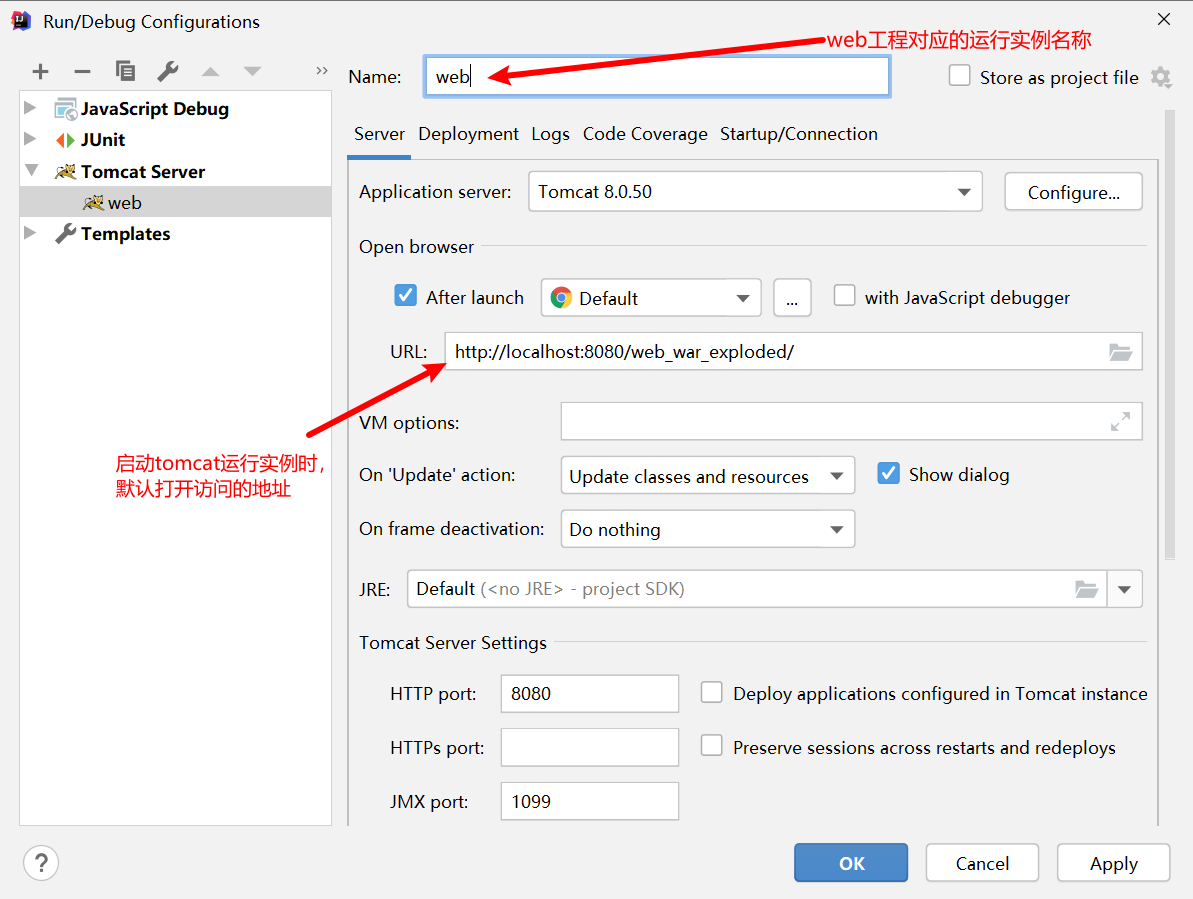 Run/Debug Configurations
web工程对应的运行实例名称
Name:
web
Store as project file
JavaScript Debug
JUnit
Tomcat Server
web
Templates
Server Deployment Logs Code Coverage Startup/Connection
Application server:
Tomcat 8.0.50
Configure...
Open browser
After launch
Default
...
with JavaScript debugger
URL:
http://localhost:8080/web_war_exploded/
启动tomcat运行实例时，
默认打开访问的地址
VM options:
On 'Update' action:
Update classes and resources
Show dialog
On frame deactivation:
Do nothing
JRE:
Default (<no JRE> - project SDK)
Tomcat Server Settings
HTTP port:
8080
Deploy applications configured in Tomcat instance
HTTPs port:
Preserve sessions across restarts and redeploys
JMX port:
1099
?
OK
Cancel
Apply